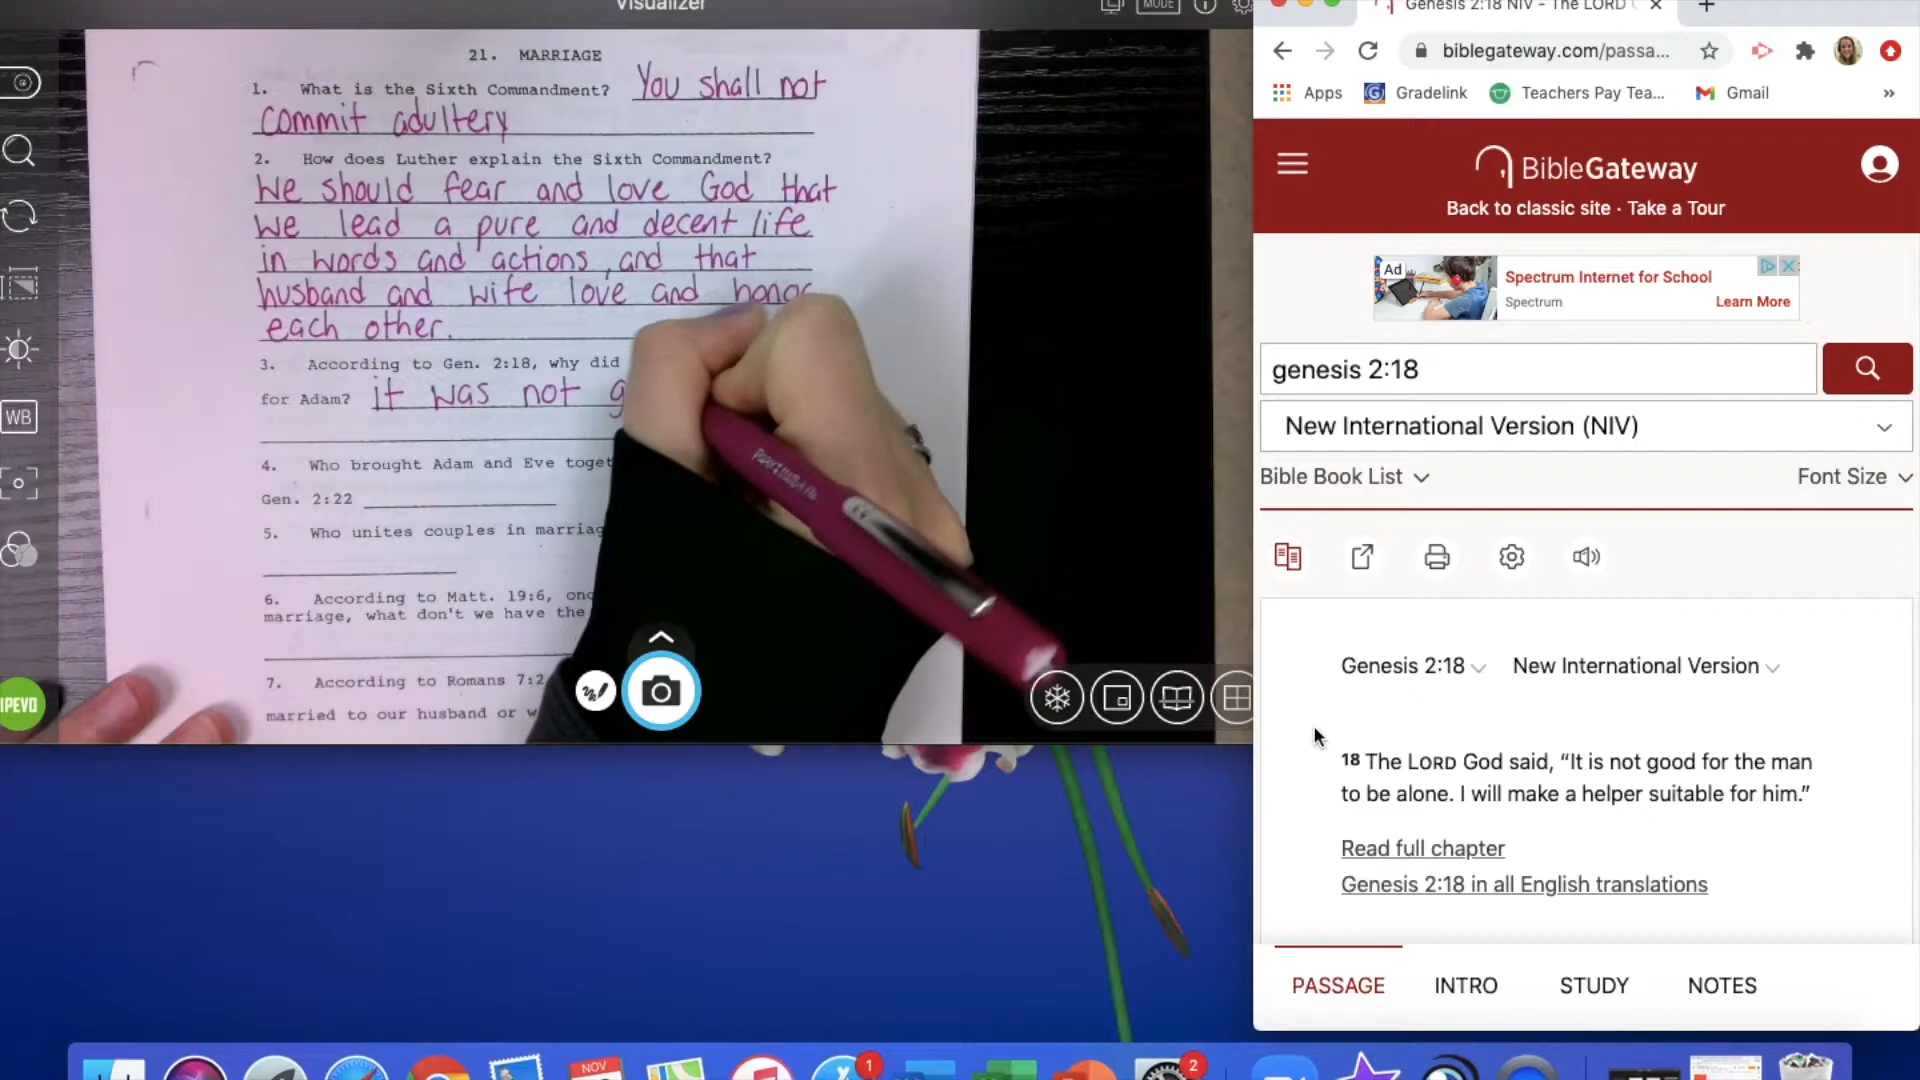 Visualizer
MODE
21. MARRIAGE
1. What is the Sixth Commandment? You shall not
commit adultery
2. How does Luther explain the Sixth Commandment?
We should fear and love God that
we lead a pure and decent life
in words and actions, and that
husband and wife love and honor
each other.
3. According to Gen. 2:18, why did
for Adam? it was not g
4. Who brought Adam and Eve toget
Gen. 2:22
5. Who unites couples in marriag
6. According to Matt. 19:6, onc
marriage, what don't we have the
7. According to Romans 7:2
married to our husband or w
WB
IPEVO
Genesis 2:18 NIV - The LORD
biblegateway.com/passa...
Apps
Gradelink
Teachers Pay Tea...
Gmail
»
BibleGateway
Back to classic site · Take a Tour
Ad
Spectrum Internet for School
Spectrum
Learn More
genesis 2:18
New International Version (NIV)
Bible Book List
Font Size
Genesis 2:18
New International Version
18 The LORD God said, “It is not good for the man
to be alone. I will make a helper suitable for him.”
Read full chapter
Genesis 2:18 in all English translations
PASSAGE
INTRO
STUDY
NOTES
NOV
1
2